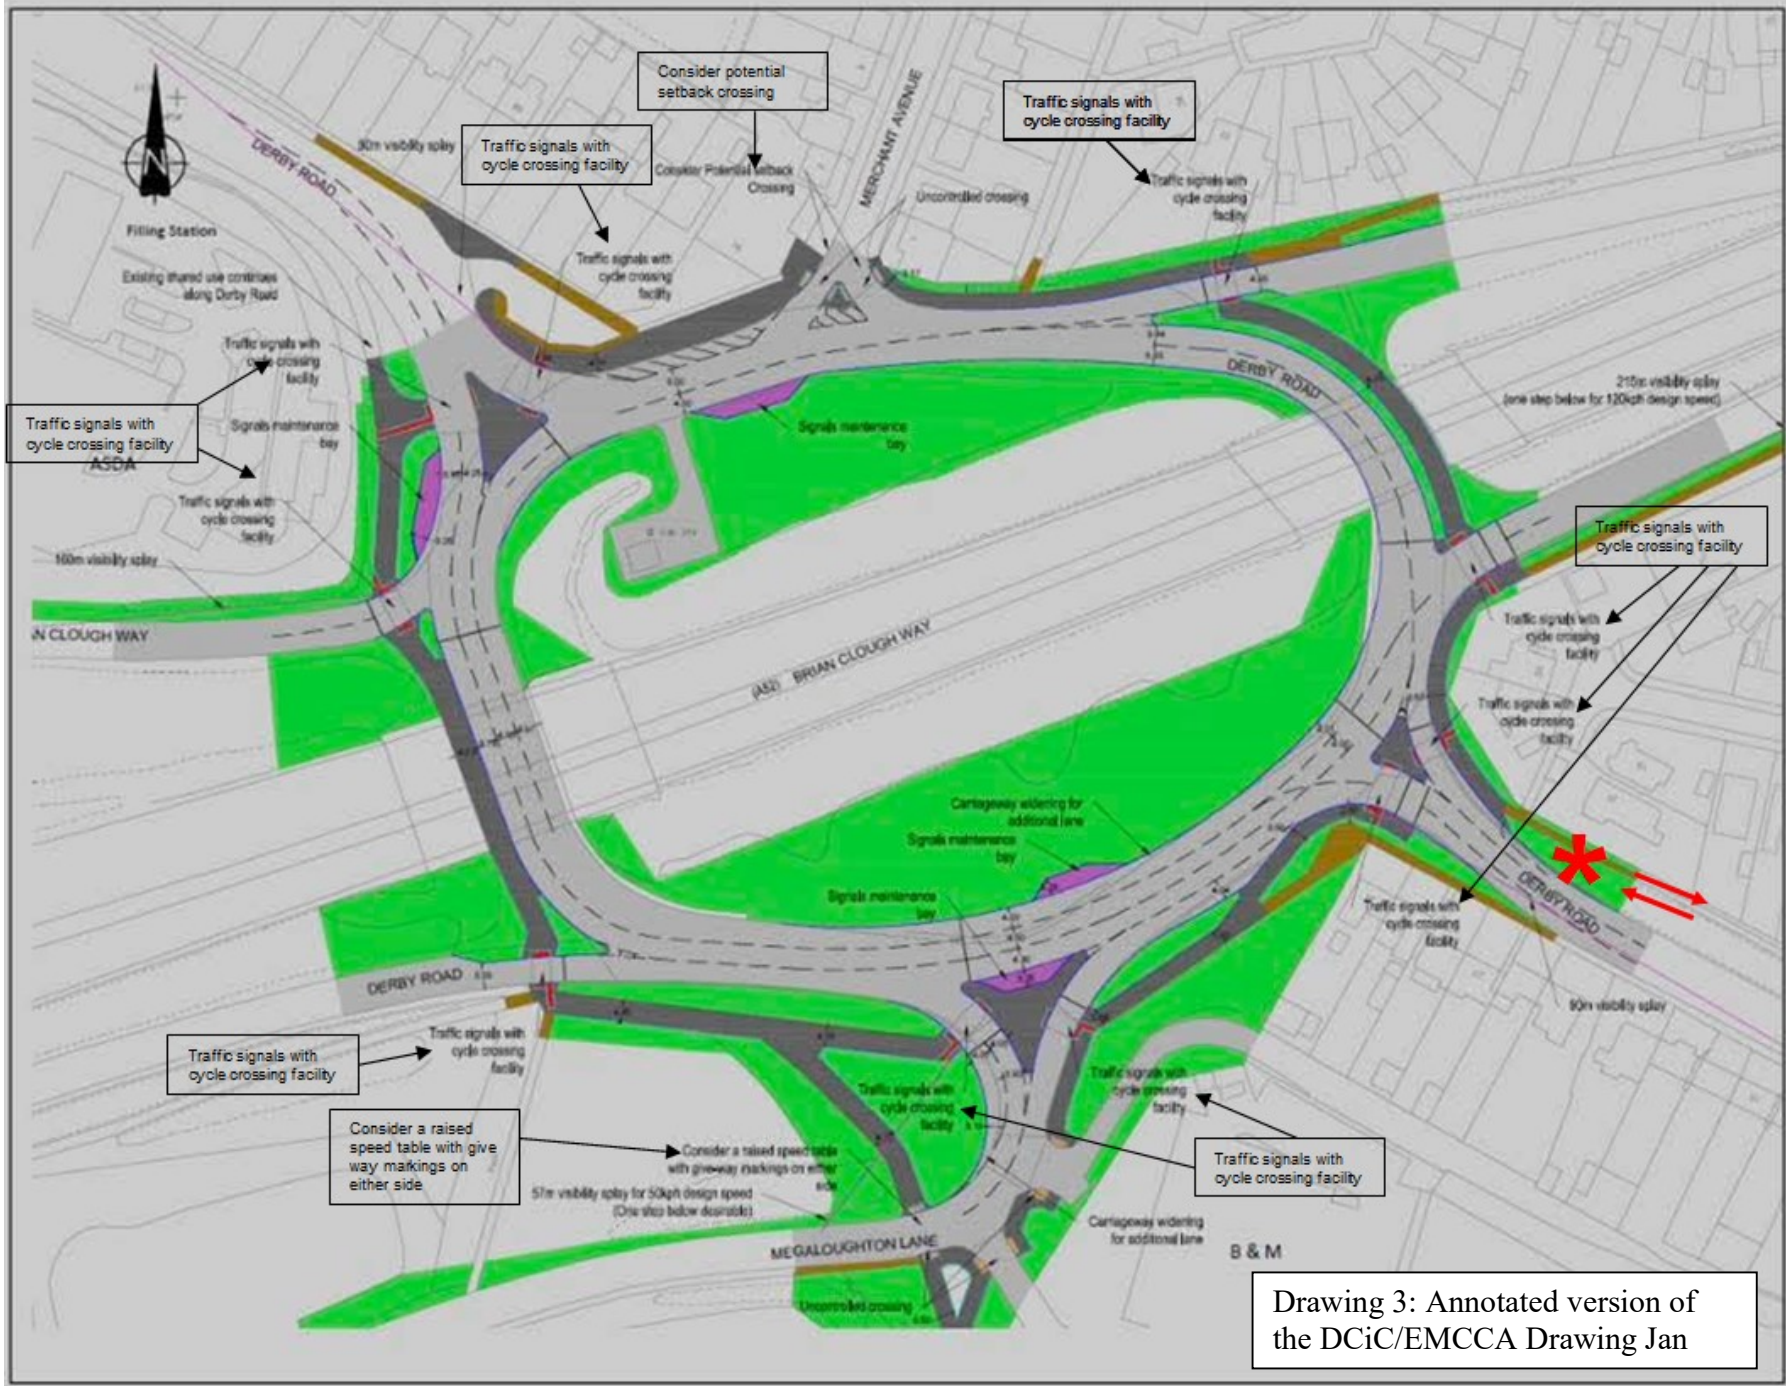 Consider potential
setback crossing
Traffic signals with
cycle crossing facility
Traffic signals with
cycle crossing facility
DERBY ROAD
90m visibility splay
Consider Potential setback
Crossing
MERCHANT AVENUE
Uncontrolled crossing
Traffic signals with
cycle crossing
facility
N
Filling Station
Existing shared use continues
along Derby Road
Traffic signals with
cycle crossing
facility
Traffic signals with
cycle crossing
facility
Traffic signals with
cycle crossing facility
ASDA
Signals maintenance
bay
Signals maintenance
bay
DERBY ROAD
215m visibility splay
(one step below for 120kph design speed)
Traffic signals with
cycle crossing
facility
160m visibility splay
N CLOUGH WAY
(A52) BRIAN CLOUGH WAY
Traffic signals with
cycle crossing facility
Traffic signals with
cycle crossing
facility
Traffic signals with
cycle crossing
facility
Carriageway widening for
additional lane
Signals maintenance
bay
Signals maintenance
bay
*
DERBY ROAD
Traffic signals with
cycle crossing
facility
90m visibility splay
DERBY ROAD
Traffic signals with
cycle crossing facility
Traffic signals with
cycle crossing
facility
Traffic signals with
cycle crossing
facility
Traffic signals with
cycle crossing
facility
Consider a raised
speed table with give
way markings on
either side
Consider a raised speed table
with give-way markings on either
side
Traffic signals with
cycle crossing facility
57m visibility splay for 50kph design speed
(One step below desirable)
MEGALOUGHTON LANE
Carriageway widening
for additional lane
B & M
Uncontrolled crossing
Drawing 3: Annotated version of
the DCiC/EMCCA Drawing Jan